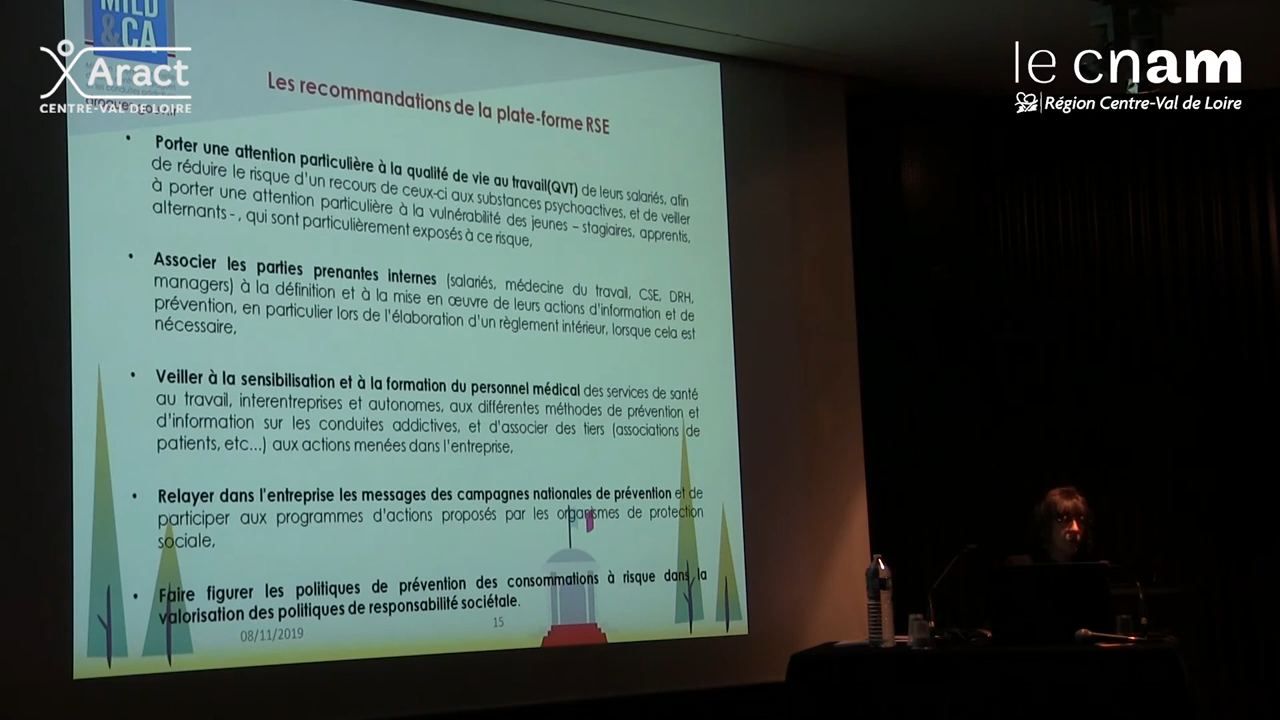 MILD
&CA
Aract
CENTRE-VAL DE LOIRE
le cnam
Région Centre-Val de Loire
Les recommandations de la plate-forme RSE
• Porter une attention particulière à la qualité de vie au travail(QVT) de leurs salariés, afin
de réduire le risque d'un recours de ceux-ci aux substances psychoactives, et de veiller
à porter une attention particulière à la vulnérabilité des jeunes – stagiaires, apprentis,
alternants - , qui sont particulièrement exposés à ce risque,
• Associer les parties prenantes internes (salariés, médecine du travail, CSE, DRH,
managers) à la définition et à la mise en œuvre de leurs actions d'information et de
prévention, en particulier lors de l'élaboration d'un règlement intérieur, lorsque cela est
nécessaire,
• Veiller à la sensibilisation et à la formation du personnel médical des services de santé
au travail, interentreprises et autonomes, aux différentes méthodes de prévention et
d'information sur les conduites addictives, et d'associer des tiers (associations de
patients, etc...) aux actions menées dans l'entreprise,
• Relayer dans l'entreprise les messages des campagnes nationales de prévention et de
participer aux programmes d'actions proposés par les organismes de protection
sociale,
• Faire figurer les politiques de prévention des consommations à risque dans la
valorisation des politiques de responsabilité sociétale.
08/11/2019
15